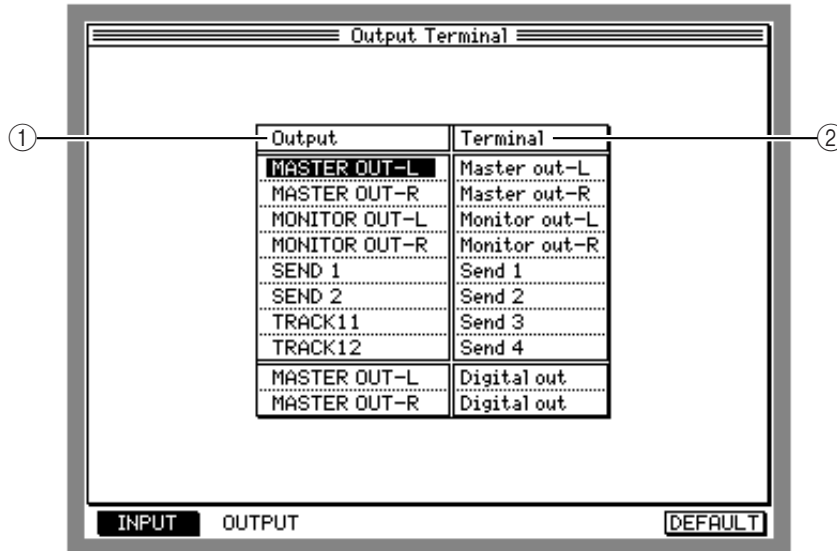 Output Terminal
① Output Terminal ②
MASTER OUT-L Master out-L
MASTER OUT-R Master out-R
MONITOR OUT-L Monitor out-L
MONITOR OUT-R Monitor out-R
SEND 1 Send 1
SEND 2 Send 2
TRACK11 Send 3
TRACK12 Send 4
MASTER OUT-L Digital out
MASTER OUT-R Digital out
INPUT OUTPUT DEFAULT